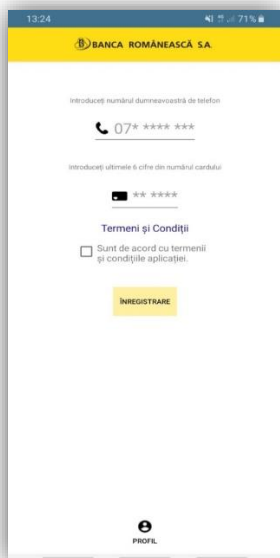 13:24
71%
BANCA ROMÂNEASCĂ S.A.
Introduceți numărul dumneavoastră de telefon
07* **** ***
Introduceți ultimele 6 cifre din numărul cardului
** ****
Termeni și Condiții
Sunt de acord cu termenii
și condițiile aplicației.
ÎNREGISTRARE
PROFIL